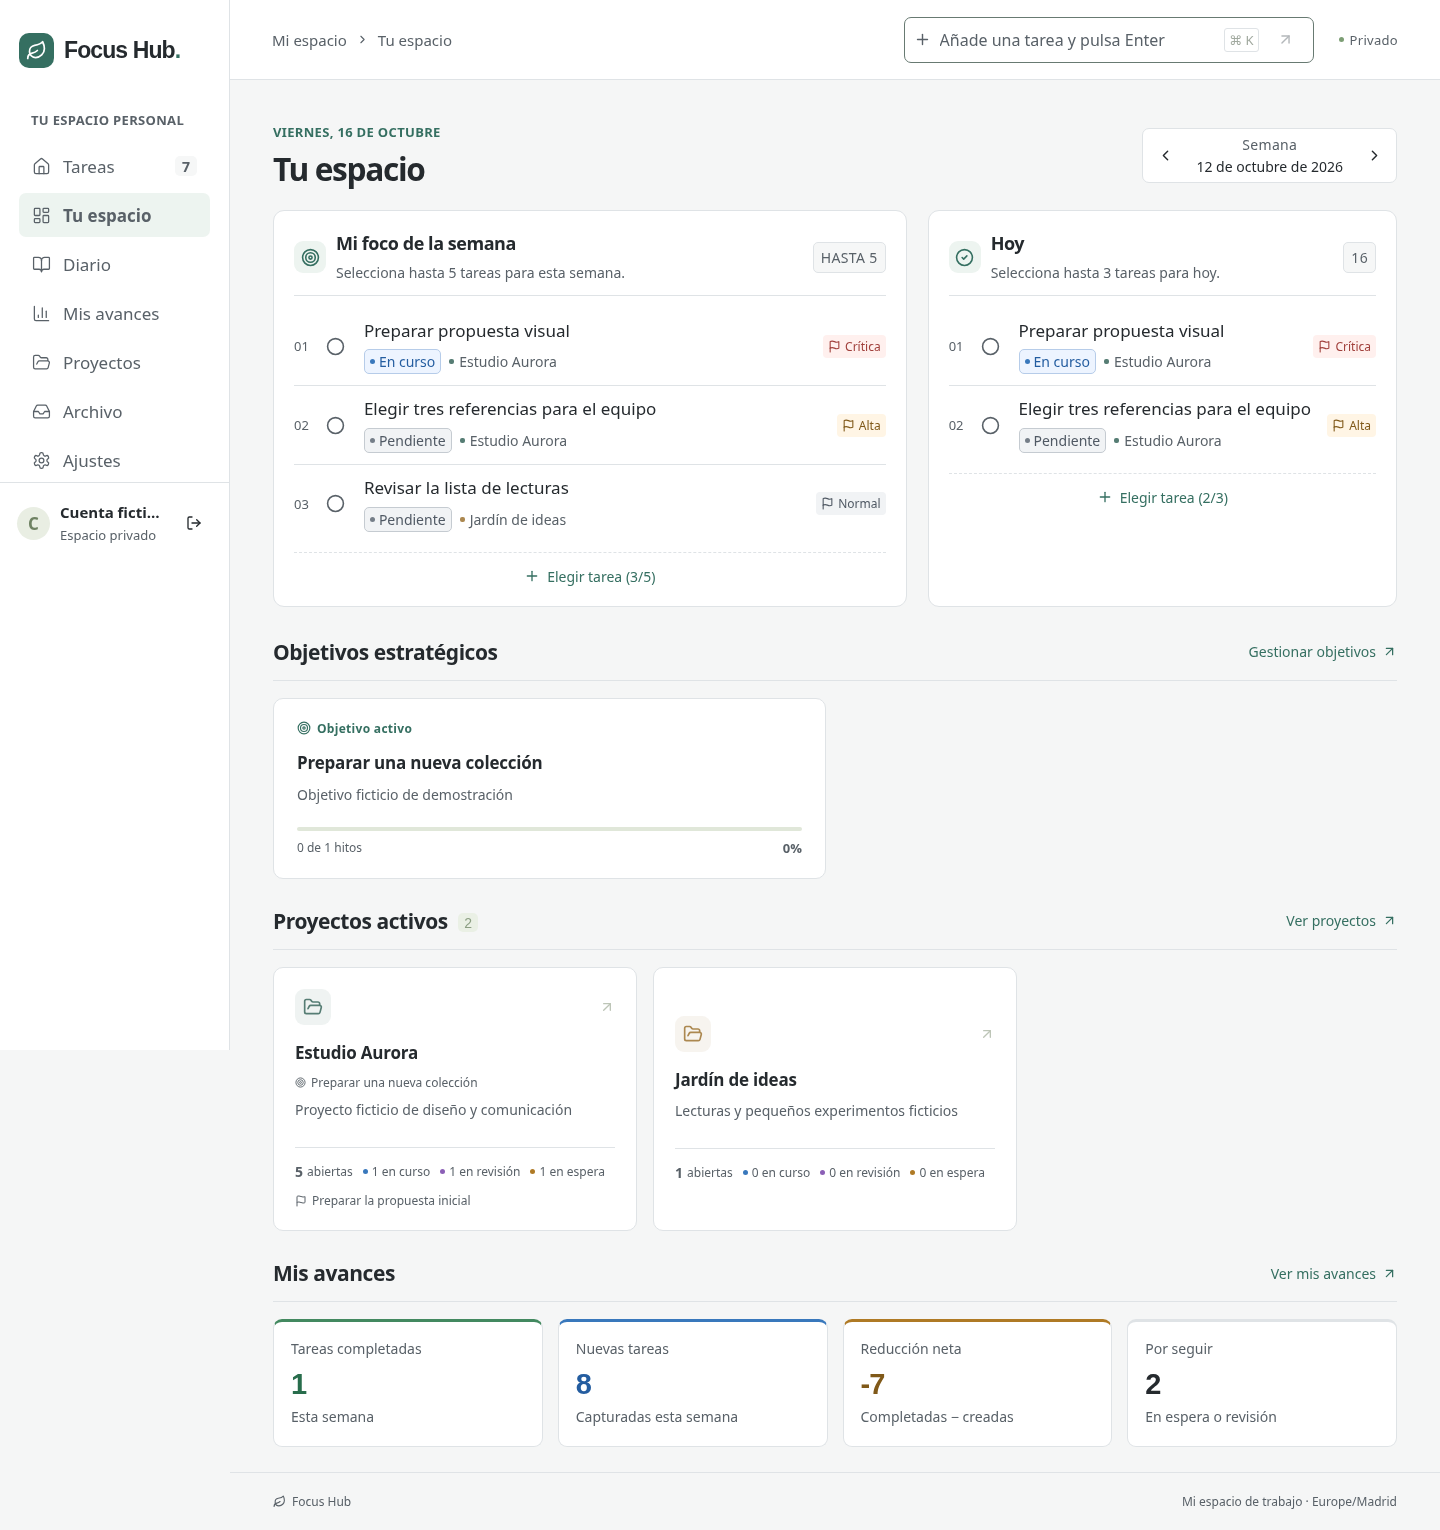 Focus Hub.
TU ESPACIO PERSONAL
Tareas 7
Tu espacio
Diario
Mis avances
Proyectos
Archivo
Ajustes
C
Cuenta ficti...
Espacio privado
Mi espacio > Tu espacio
Añade una tarea y pulsa Enter ⌘ K
Privado
VIERNES, 16 DE OCTUBRE
Tu espacio
Semana
12 de octubre de 2026
Mi foco de la semana
Selecciona hasta 5 tareas para esta semana.
HASTA 5
01
Preparar propuesta visual
En curso Estudio Aurora
Crítica
02
Elegir tres referencias para el equipo
Pendiente Estudio Aurora
Alta
03
Revisar la lista de lecturas
Pendiente Jardín de ideas
Normal
+ Elegir tarea (3/5)
Hoy
Selecciona hasta 3 tareas para hoy.
16
01
Preparar propuesta visual
En curso Estudio Aurora
Crítica
02
Elegir tres referencias para el equipo
Pendiente Estudio Aurora
Alta
+ Elegir tarea (2/3)
Objetivos estratégicos
Gestionar objetivos
Objetivo activo
Preparar una nueva colección
Objetivo ficticio de demostración
0 de 1 hitos 0%
Proyectos activos 2
Ver proyectos
Estudio Aurora
Preparar una nueva colección
Proyecto ficticio de diseño y comunicación
5 abiertas 1 en curso 1 en revisión 1 en espera
Preparar la propuesta inicial
Jardín de ideas
Lecturas y pequeños experimentos ficticios
1 abiertas 0 en curso 0 en revisión 0 en espera
Mis avances
Ver mis avances
Tareas completadas
1
Esta semana
Nuevas tareas
8
Capturadas esta semana
Reducción neta
-7
Completadas − creadas
Por seguir
2
En espera o revisión
Focus Hub
Mi espacio de trabajo · Europe/Madrid